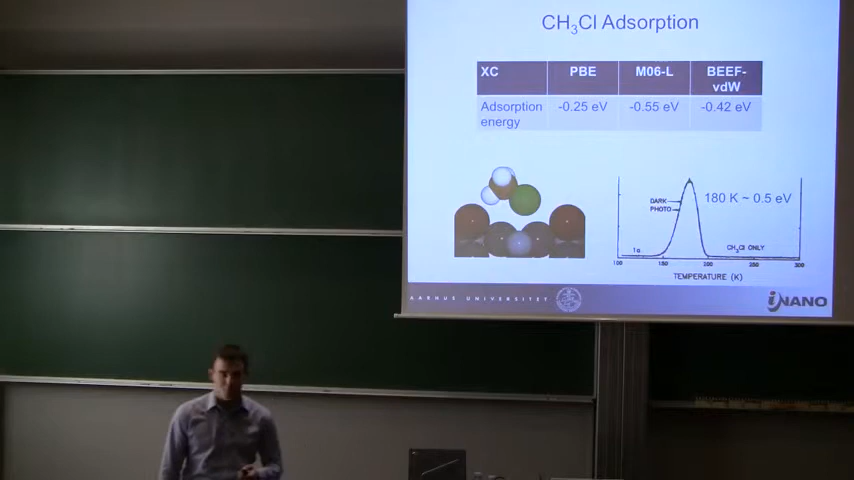 CH3Cl Adsorption
XC PBE M06-L BEEF-vdW
Adsorption energy -0.25 eV -0.55 eV -0.42 eV
DARK
PHOTO
180 K ~ 0.5 eV
CH3Cl ONLY
100 150 200 250 300
TEMPERATURE (K)
AARHUS UNIVERSITET
iNANO